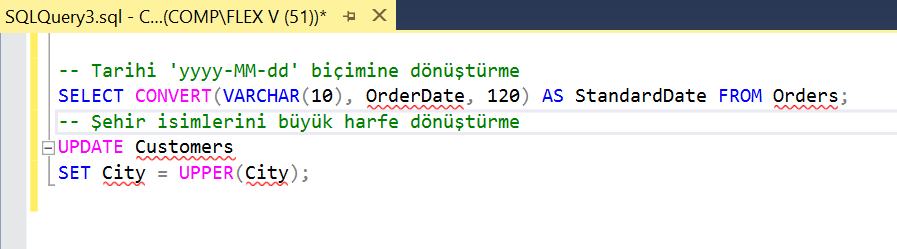 SQLQuery3.sql - C...(COMP\FLEX V (51))*
-- Tarihi 'yyyy-MM-dd' biçimine dönüştürme
SELECT CONVERT(VARCHAR(10), OrderDate, 120) AS StandardDate FROM Orders;
-- Şehir isimlerini büyük harfe dönüştürme
UPDATE Customers
SET City = UPPER(City);